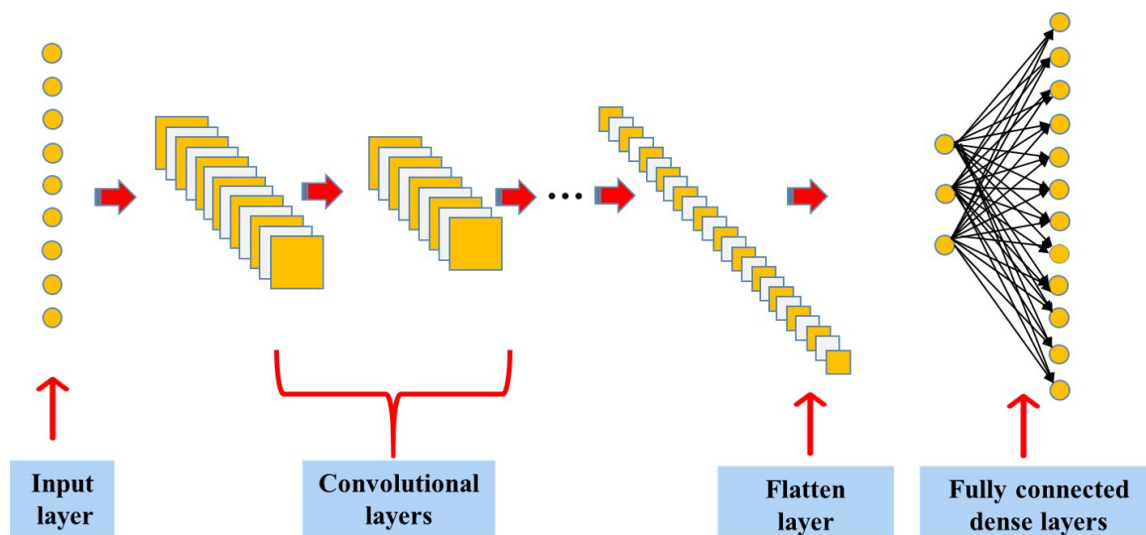 Input
layer
Convolutional
layers
Flatten
layer
Fully connected
dense layers